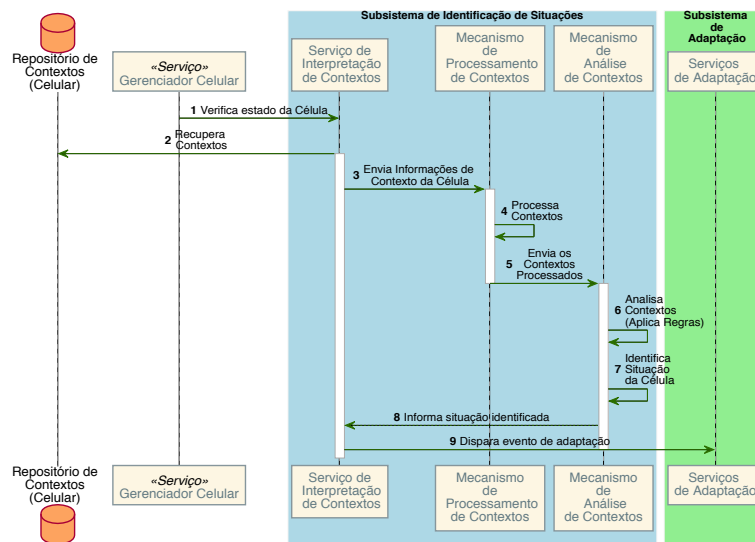 Subsistema de Identificação de Situações
Subsistema
de
Adaptação
Repositório de
Contextos
(Celular)
«Serviço»
Gerenciador Celular
Serviço de
Interpretação
de Contextos
Mecanismo
de
Processamento
de Contextos
Mecanismo
de
Análise
de Contextos
Serviços
de Adaptação
1 Verifica estado da Célula
2 Recupera
Contextos
3 Envia Informações de
Contexto da Célula
4 Processa
Contextos
5 Envia os
Contextos
Processados
6 Analisa
Contextos
(Aplica Regras)
7 Identifica
Situação
da Célula
8 Informa situação identificada
9 Dispara evento de adaptação
Repositório de
Contextos
(Celular)
«Serviço»
Gerenciador Celular
Serviço de
Interpretação
de Contextos
Mecanismo
de
Processamento
de Contextos
Mecanismo
de
Análise
de Contextos
Serviços
de Adaptação